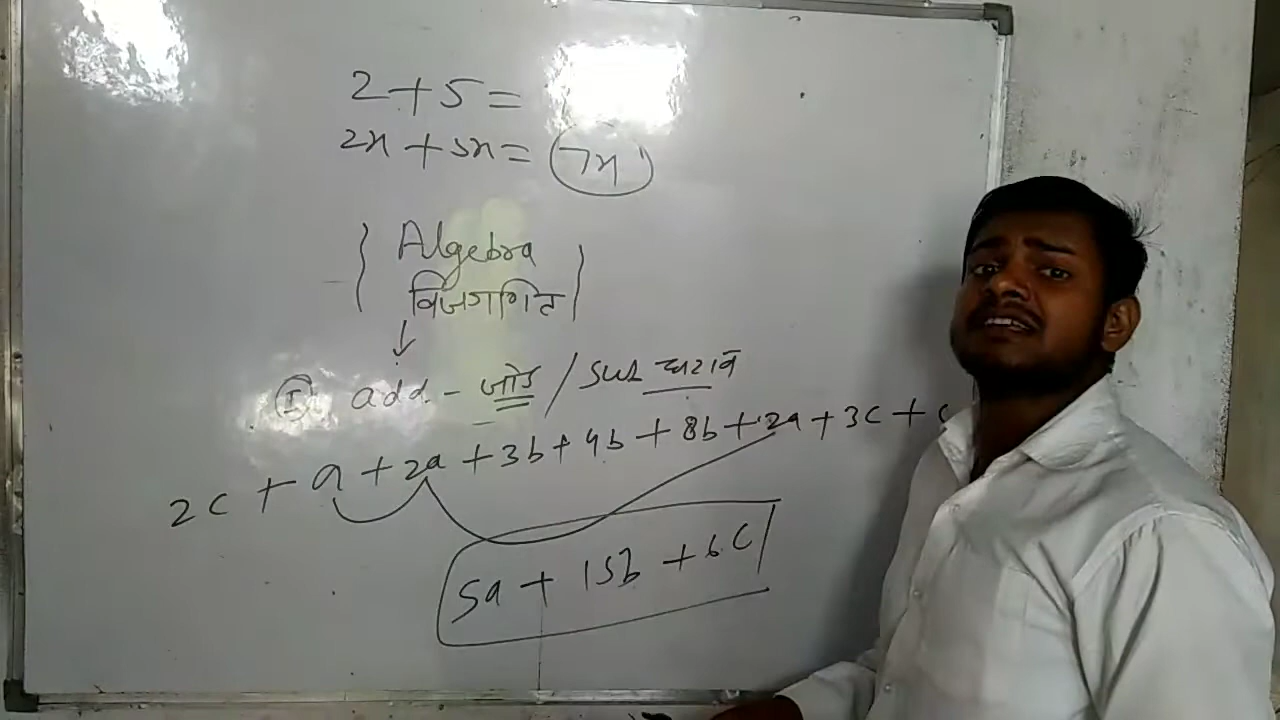 2+5=
2x+5x= 7x
Algebra
विजगणित
I add - जोड / Sub घटाव
2c + a + 2a + 3b + 4b + 8b + 2a + 3c + c
5a + 15b + 6c